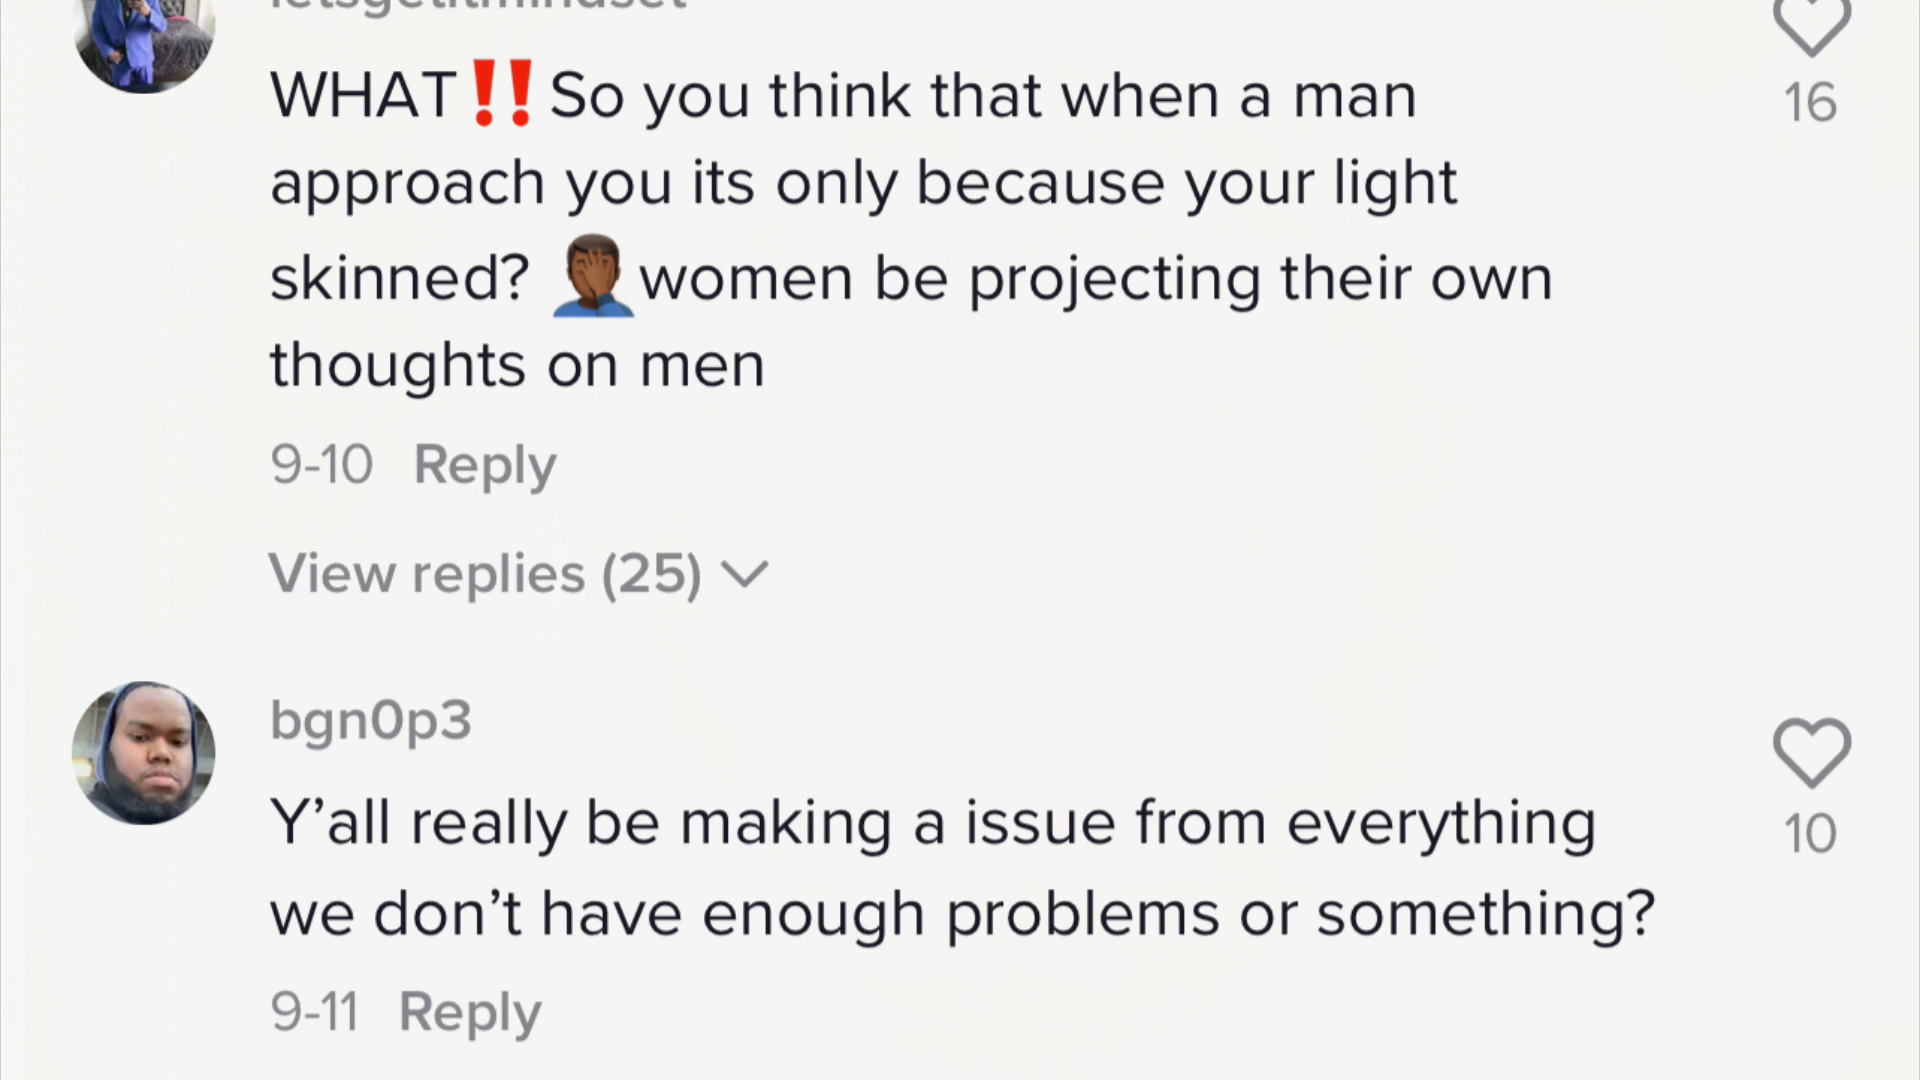 letsgetitmindset
WHAT‼️So you think that when a man
16
approach you its only because your light
skinned? 🤦🏾‍♂️women be projecting their own
thoughts on men
9-10 Reply
View replies (25)
bgn0p3
Y’all really be making a issue from everything
10
we don’t have enough problems or something?
9-11 Reply